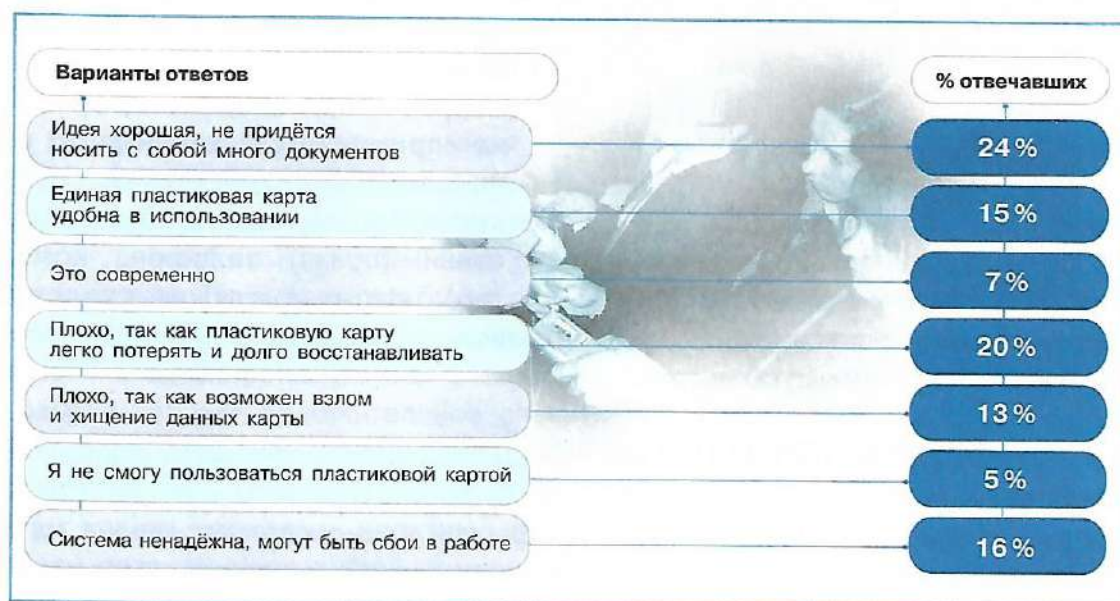 Варианты ответов
% отвечавших
Идея хорошая, не придётся
носить с собой много документов
24 %
Единая пластиковая карта
удобна в использовании
15 %
Это современно
7 %
Плохо, так как пластиковую карту
легко потерять и долго восстанавливать
20 %
Плохо, так как возможен взлом
и хищение данных карты
13 %
Я не смогу пользоваться пластиковой картой
5 %
Система ненадёжна, могут быть сбои в работе
16 %